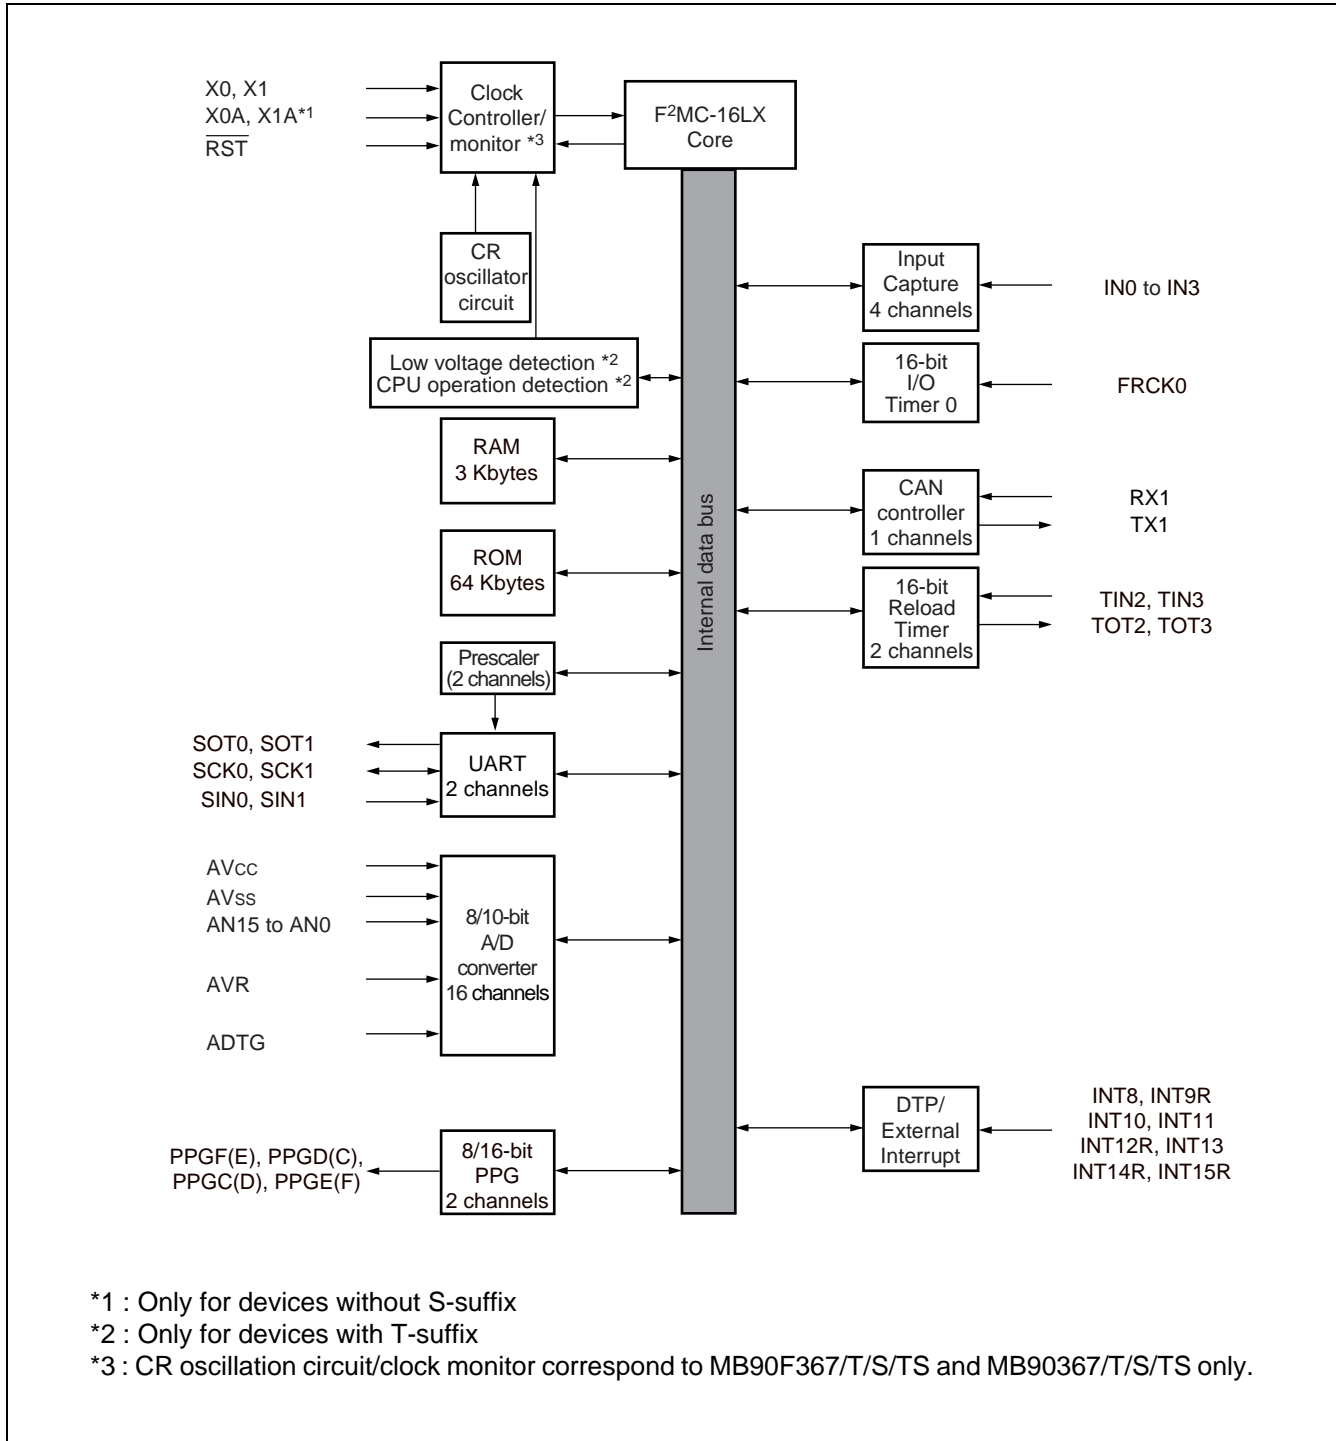 X0, X1
X0A, X1A*1
RST
Clock
Controller/
monitor *3
F2MC-16LX
Core
CR
oscillator
circuit
Low voltage detection *2
CPU operation detection *2
RAM
3 Kbytes
ROM
64 Kbytes
Prescaler
(2 channels)
SOT0, SOT1
SCK0, SCK1
SIN0, SIN1
UART
2 channels
AVcc
AVss
AN15 to AN0
AVR
ADTG
8/10-bit
A/D
converter
16 channels
PPGF(E), PPGD(C),
PPGC(D), PPGE(F)
8/16-bit
PPG
2 channels
Internal data bus
Input
Capture
4 channels
IN0 to IN3
16-bit
I/O
Timer 0
FRCK0
CAN
controller
1 channels
RX1
TX1
16-bit
Reload
Timer
2 channels
TIN2, TIN3
TOT2, TOT3
DTP/
External
Interrupt
INT8, INT9R
INT10, INT11
INT12R, INT13
INT14R, INT15R
*1 : Only for devices without S-suffix
*2 : Only for devices with T-suffix
*3 : CR oscillation circuit/clock monitor correspond to MB90F367/T/S/TS and MB90367/T/S/TS only.